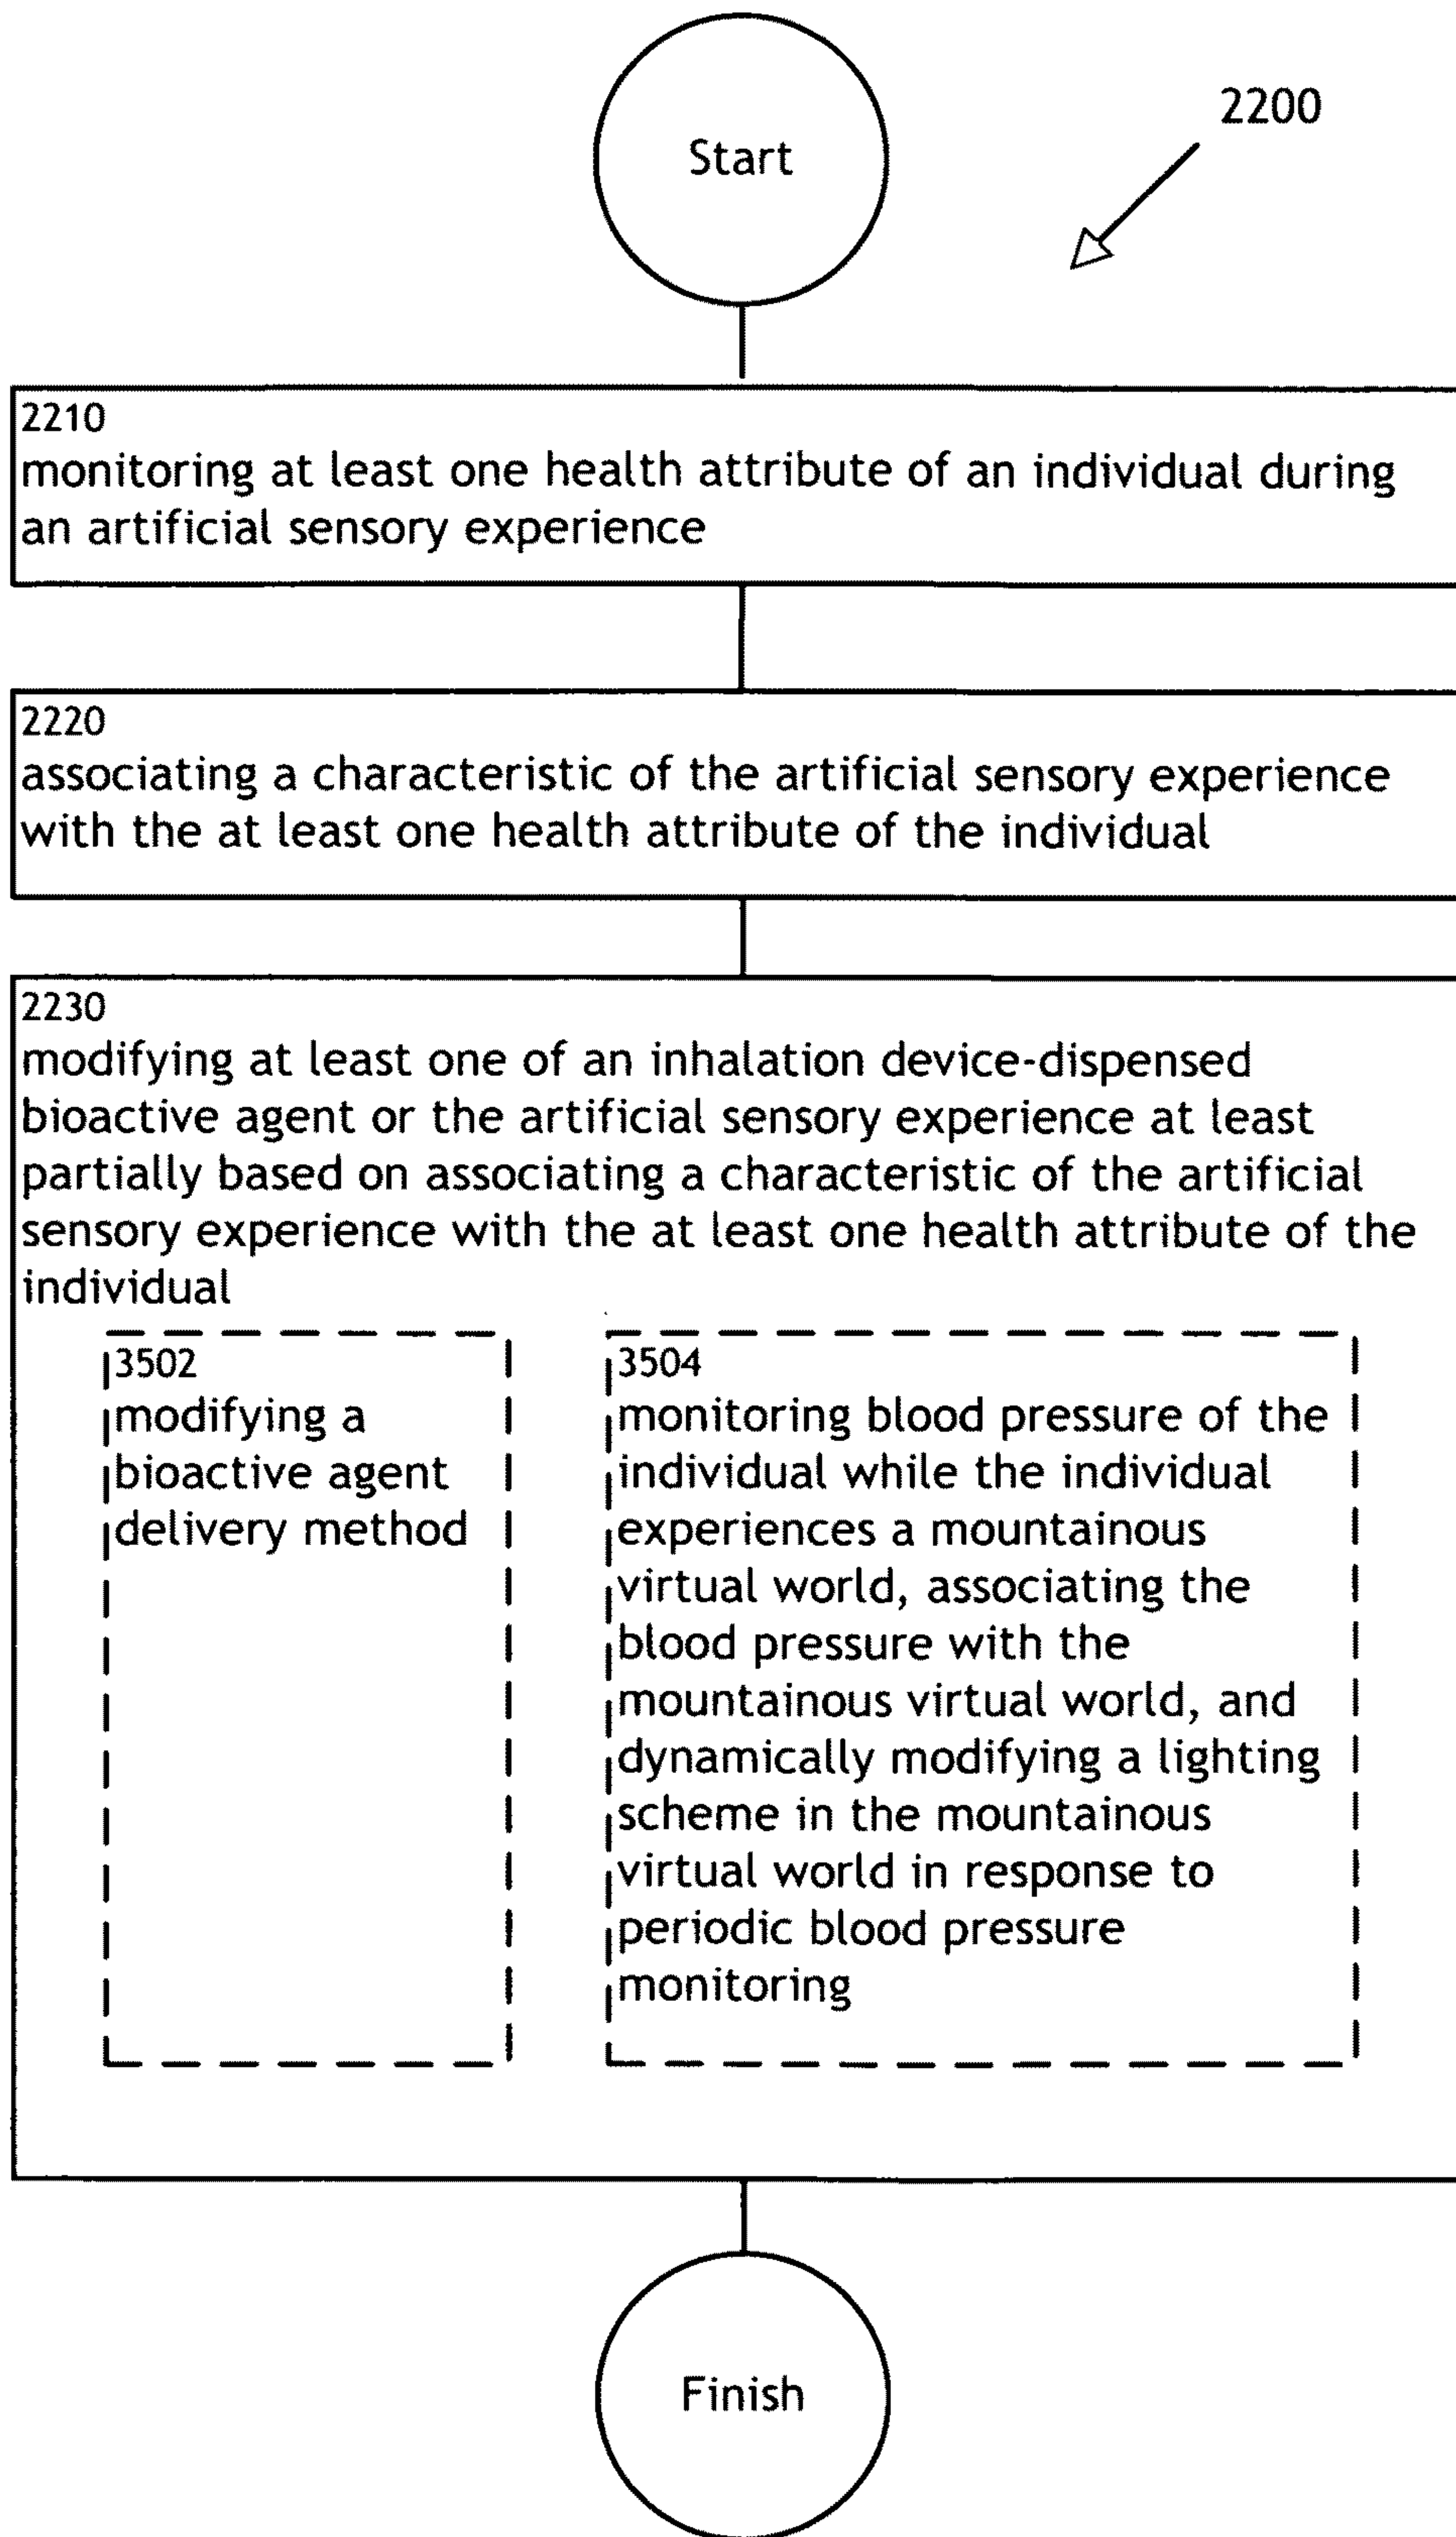 Start
2200
2210
monitoring at least one health attribute of an individual during
an artificial sensory experience
2220
associating a characteristic of the artificial sensory experience
with the at least one health attribute of the individual
2230
modifying at least one of an inhalation device-dispensed
bioactive agent or the artificial sensory experience at least
partially based on associating a characteristic of the artificial
sensory experience with the at least one health attribute of the
individual
3502
modifying a
bioactive agent
delivery method
3504
monitoring blood pressure of the
individual while the individual
experiences a mountainous
virtual world, associating the
blood pressure with the
mountainous virtual world, and
dynamically modifying a lighting
scheme in the mountainous
virtual world in response to
periodic blood pressure
monitoring
Finish